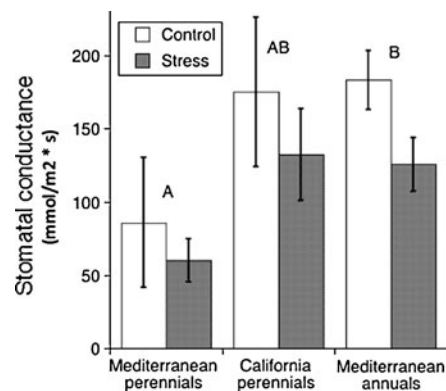 Stomatal conductance
(mmol/m2 * s)
200
150
100
50
0
Control
Stress
A
AB
B
Mediterranean
perennials
California
perennials
Mediterranean
annuals